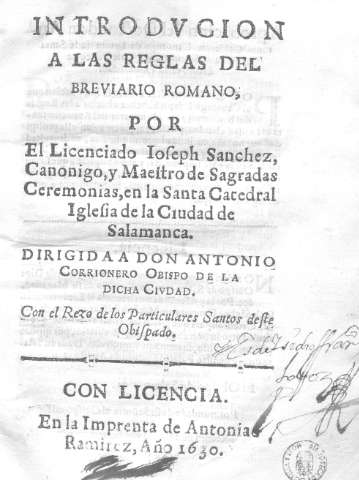 INTRODVCION
A LAS REGLAS DEL
BREVIARIO ROMANO,
POR
El Licenciado Ioseph Sanchez,
Canonigo, y Maeſtro de Sagradas
Ceremonias, en la Santa Catedral
Igleſia de la Ciudad de
Salamanca.
DIRIGIDA A DON ANTONIO
CORRIONERO OBISPO DE LA
DICHA CIVDAD.
Con el Rezo de los Particulares Santos deſte
Obiſpado.
CON LICENCIA.
En la Imprenta de Antonia
Ramirez, Año 1630.